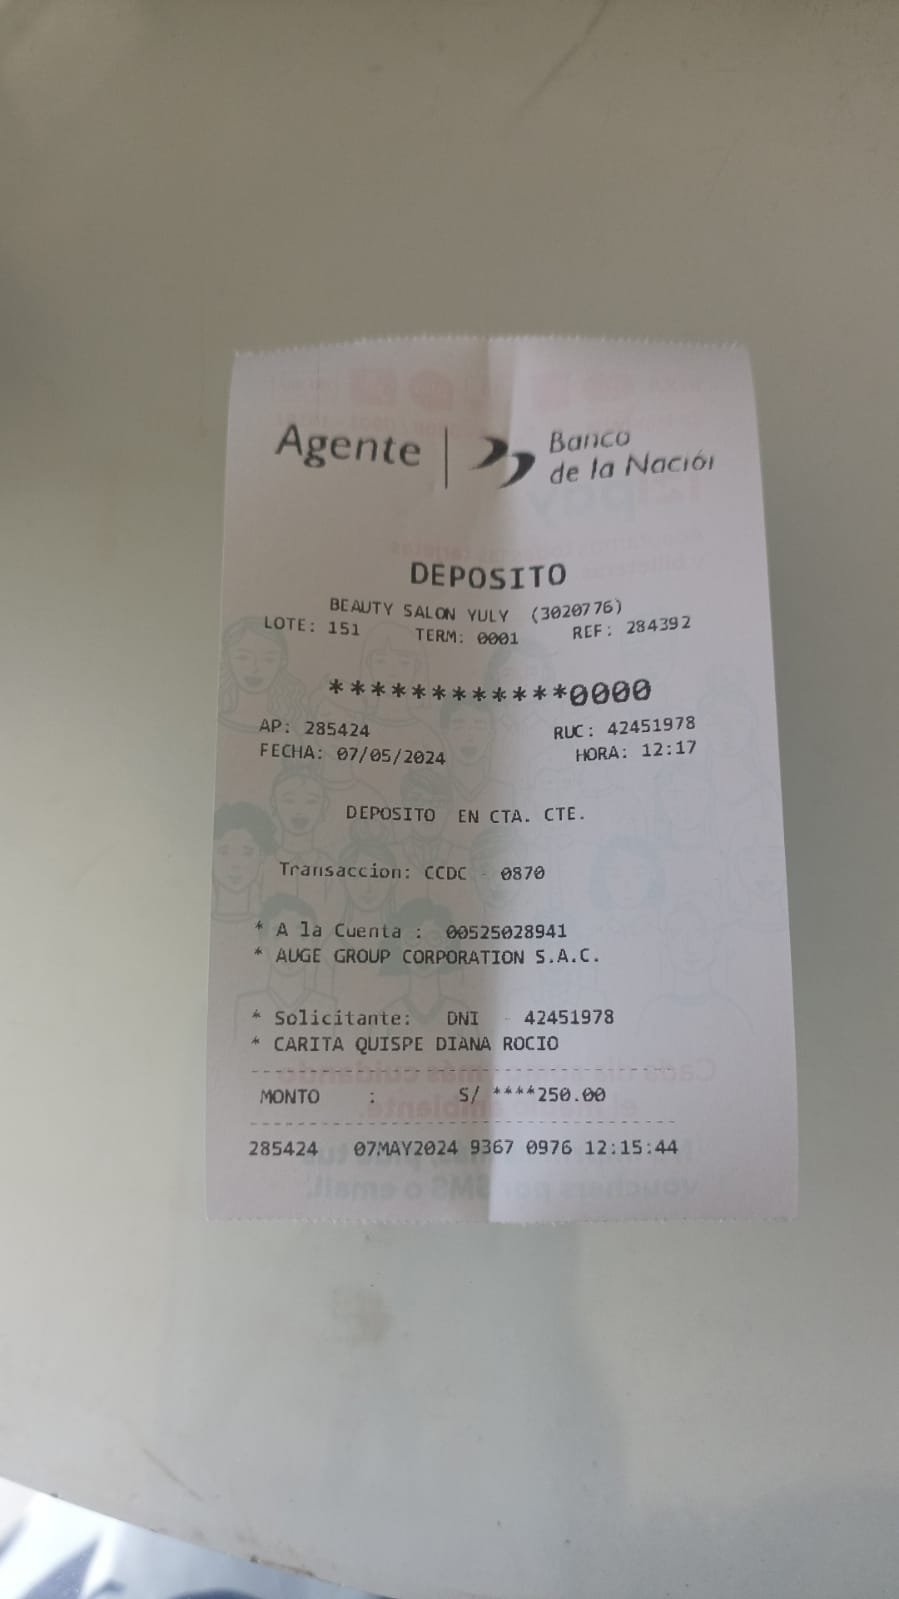 Agente | Banco
de la Nación
DEPOSITO
BEAUTY SALON YULY (3020776)
LOTE: 151 TERM: 0001 REF: 284392
************0000
AP: 285424 RUC: 42451978
FECHA: 07/05/2024 HORA: 12:17
DEPOSITO EN CTA. CTE.
Transaccion: CCDC - 0870
* A la Cuenta : 00525028941
* AUGE GROUP CORPORATION S.A.C.
* Solicitante: DNI - 42451978
* CARITA QUISPE DIANA ROCIO
MONTO : S/ ****250.00
285424 07MAY2024 9367 0976 12:15:44